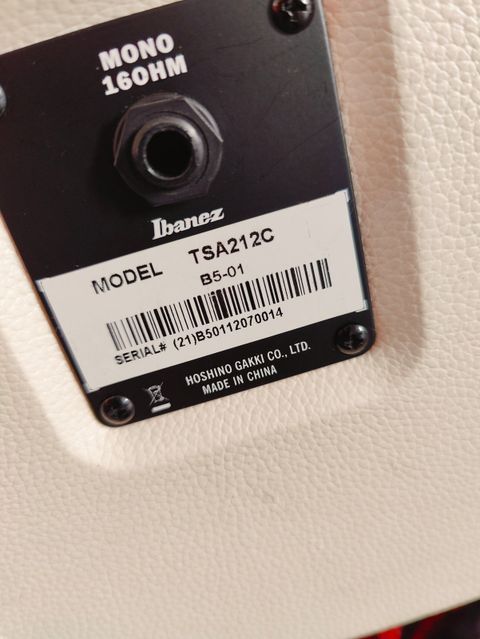 MONO
16OHM
Ibanez
MODEL TSA212C
B5-01
SERIAL# (21)B50112070014
HOSHINO GAKKI CO., LTD.
MADE IN CHINA